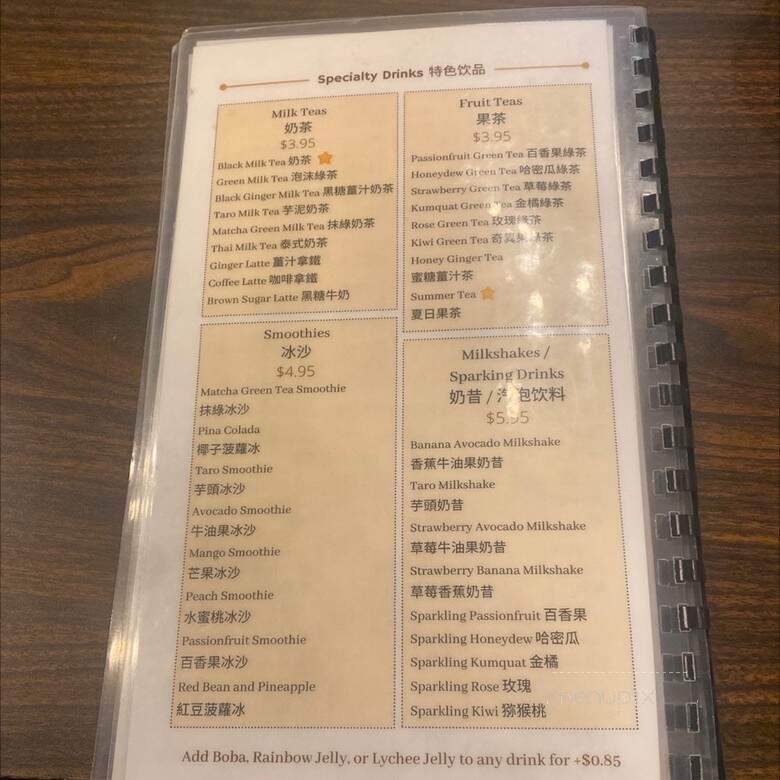 Specialty Drinks 特色饮品
Milk Teas
奶茶
$3.95
Black Milk Tea 奶茶
Green Milk Tea 泡沫綠茶
Black Ginger Milk Tea 黑糖薑汁奶茶
Taro Milk Tea 芋泥奶茶
Matcha Green Milk Tea 抹綠奶茶
Thai Milk Tea 泰式奶茶
Ginger Latte 薑汁拿鐵
Coffee Latte 咖啡拿鐵
Brown Sugar Latte 黑糖牛奶
Fruit Teas
果茶
$3.95
Passionfruit Green Tea 百香果綠茶
Honeydew Green Tea 哈密瓜綠茶
Strawberry Green Tea 草莓綠茶
Kumquat Green Tea 金橘綠茶
Rose Green Tea 玫瑰綠茶
Kiwi Green Tea 奇異果綠茶
Honey Ginger Tea
蜜糖薑汁茶
Summer Tea
夏日果茶
Smoothies
冰沙
$4.95
Matcha Green Tea Smoothie
抹綠冰沙
Pina Colada
椰子菠蘿冰
Taro Smoothie
芋頭冰沙
Avocado Smoothie
牛油果冰沙
Mango Smoothie
芒果冰沙
Peach Smoothie
水蜜桃冰沙
Passionfruit Smoothie
百香果冰沙
Red Bean and Pineapple
紅豆菠蘿冰
Milkshakes /
Sparking Drinks
奶昔 / 汽泡饮料
$5.95
Banana Avocado Milkshake
香蕉牛油果奶昔
Taro Milkshake
芋頭奶昔
Strawberry Avocado Milkshake
草莓牛油果奶昔
Strawberry Banana Milkshake
草莓香蕉奶昔
Sparkling Passionfruit 百香果
Sparkling Honeydew 哈密瓜
Sparkling Kumquat 金橘
Sparkling Rose 玫瑰
Sparkling Kiwi 猕猴桃
Add Boba, Rainbow Jelly, or Lychee Jelly to any drink for +$0.85